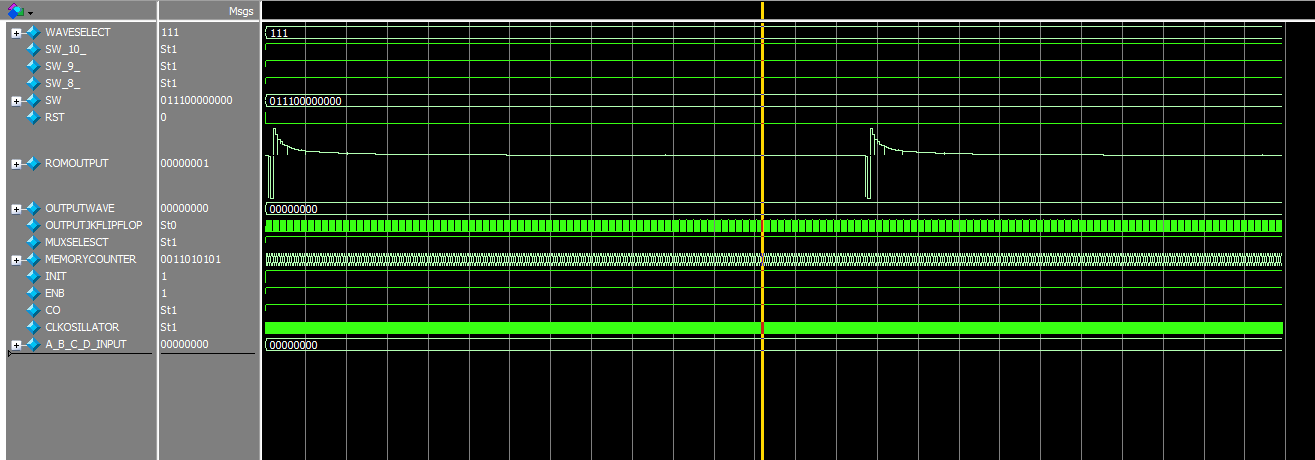 Msgs
WAVESELECT 111 111
SW_10_ St1
SW_9_ St1
SW_8_ St1
SW 011100000000 011100000000
RST 0
ROMOUTPUT 00000001
OUTPUTWAVE 00000000 00000000
OUTPUTJKFLIPFLOP St0
MUXSELESCT St1
MEMORYCOUNTER 0011010101
INIT 1
ENB 1
CO St1
CLKOSILLATOR St1
A_B_C_D_INPUT 00000000 00000000